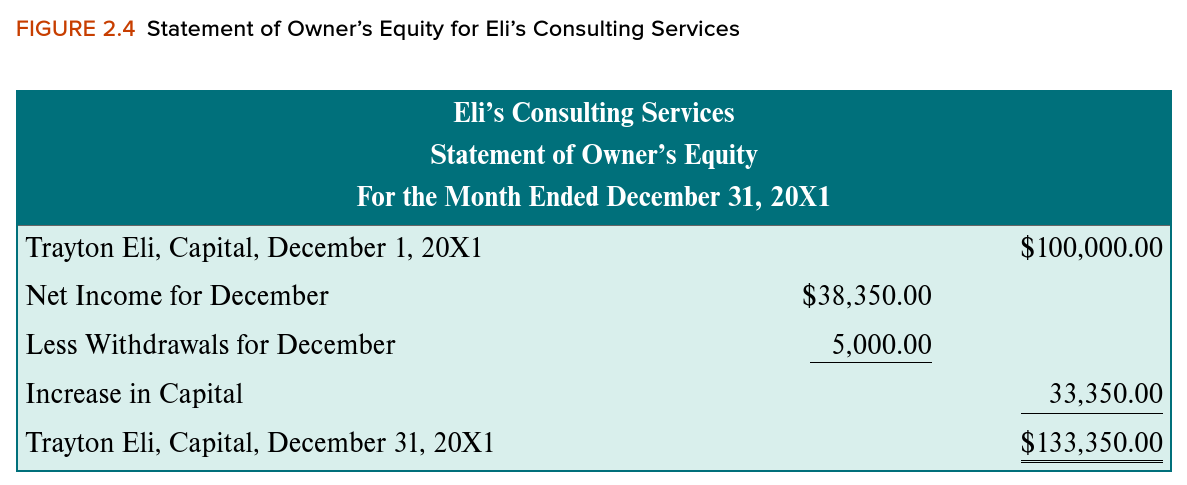 FIGURE 2.4 Statement of Owner’s Equity for Eli’s Consulting Services
Eli’s Consulting Services
Statement of Owner’s Equity
For the Month Ended December 31, 20X1
Trayton Eli, Capital, December 1, 20X1 $100,000.00
Net Income for December $38,350.00
Less Withdrawals for December 5,000.00
Increase in Capital 33,350.00
Trayton Eli, Capital, December 31, 20X1 $133,350.00